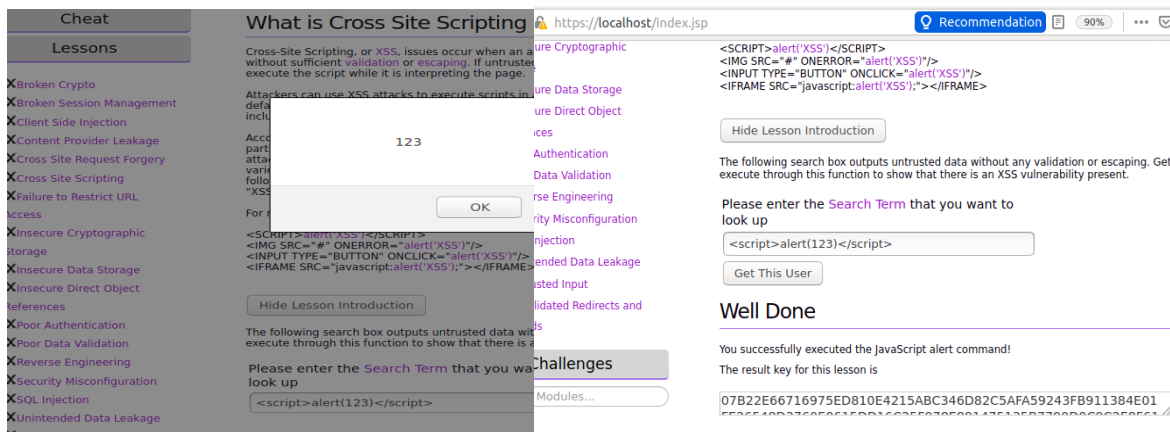 Cheat
Lessons
Broken Crypto
Broken Session Management
Client Side Injection
Content Provider Leakage
Cross Site Request Forgery
Cross Site Scripting
Failure to Restrict URL
Access
Insecure Cryptographic
Storage
Insecure Data Storage
Insecure Direct Object
References
Poor Authentication
Poor Data Validation
Reverse Engineering
Security Misconfiguration
SQL Injection
Unintended Data Leakage
What is Cross Site Scripting
Cross-Site Scripting, or XSS, issues occur when an a
without sufficient validation or escaping. If untruste
execute the script while it is interpreting the page.
Attackers can use XSS attacks to execute scripts in
defa
inclu
Acco
part
attac
varie
follo
"XSS
For
123
OK
<SCRIPT>alert('XSS')</SCRIPT>
<IMG SRC="#" ONERROR="alert('XSS')"/>
<INPUT TYPE="BUTTON" ONCLICK="alert('XSS')"/>
<IFRAME SRC="javascript:alert('XSS');"></IFRAME>
Hide Lesson Introduction
The following search box outputs untrusted data wit
execute through this function to show that there is a
Please enter the Search Term that you wa
look up
<script>alert(123)</script>
https://localhost/index.jsp
Recommendation
90%
ure Cryptographic
e
ure Data Storage
ure Direct Object
ces
Authentication
Data Validation
rse Engineering
rity Misconfiguration
njection
ended Data Leakage
usted Input
lidated Redirects and
ds
Challenges
Modules...
<SCRIPT>alert('XSS')</SCRIPT>
<IMG SRC="#" ONERROR="alert('XSS')"/>
<INPUT TYPE="BUTTON" ONCLICK="alert('XSS')"/>
<IFRAME SRC="javascript:alert('XSS');"></IFRAME>
Hide Lesson Introduction
The following search box outputs untrusted data without any validation or escaping. Get
execute through this function to show that there is an XSS vulnerability present.
Please enter the Search Term that you want to
look up
<script>alert(123)</script>
Get This User
Well Done
You successfully executed the JavaScript alert command!
The result key for this lesson is
07B22E66716975ED810E4215ABC346D82C5AFA59243FB911384E01